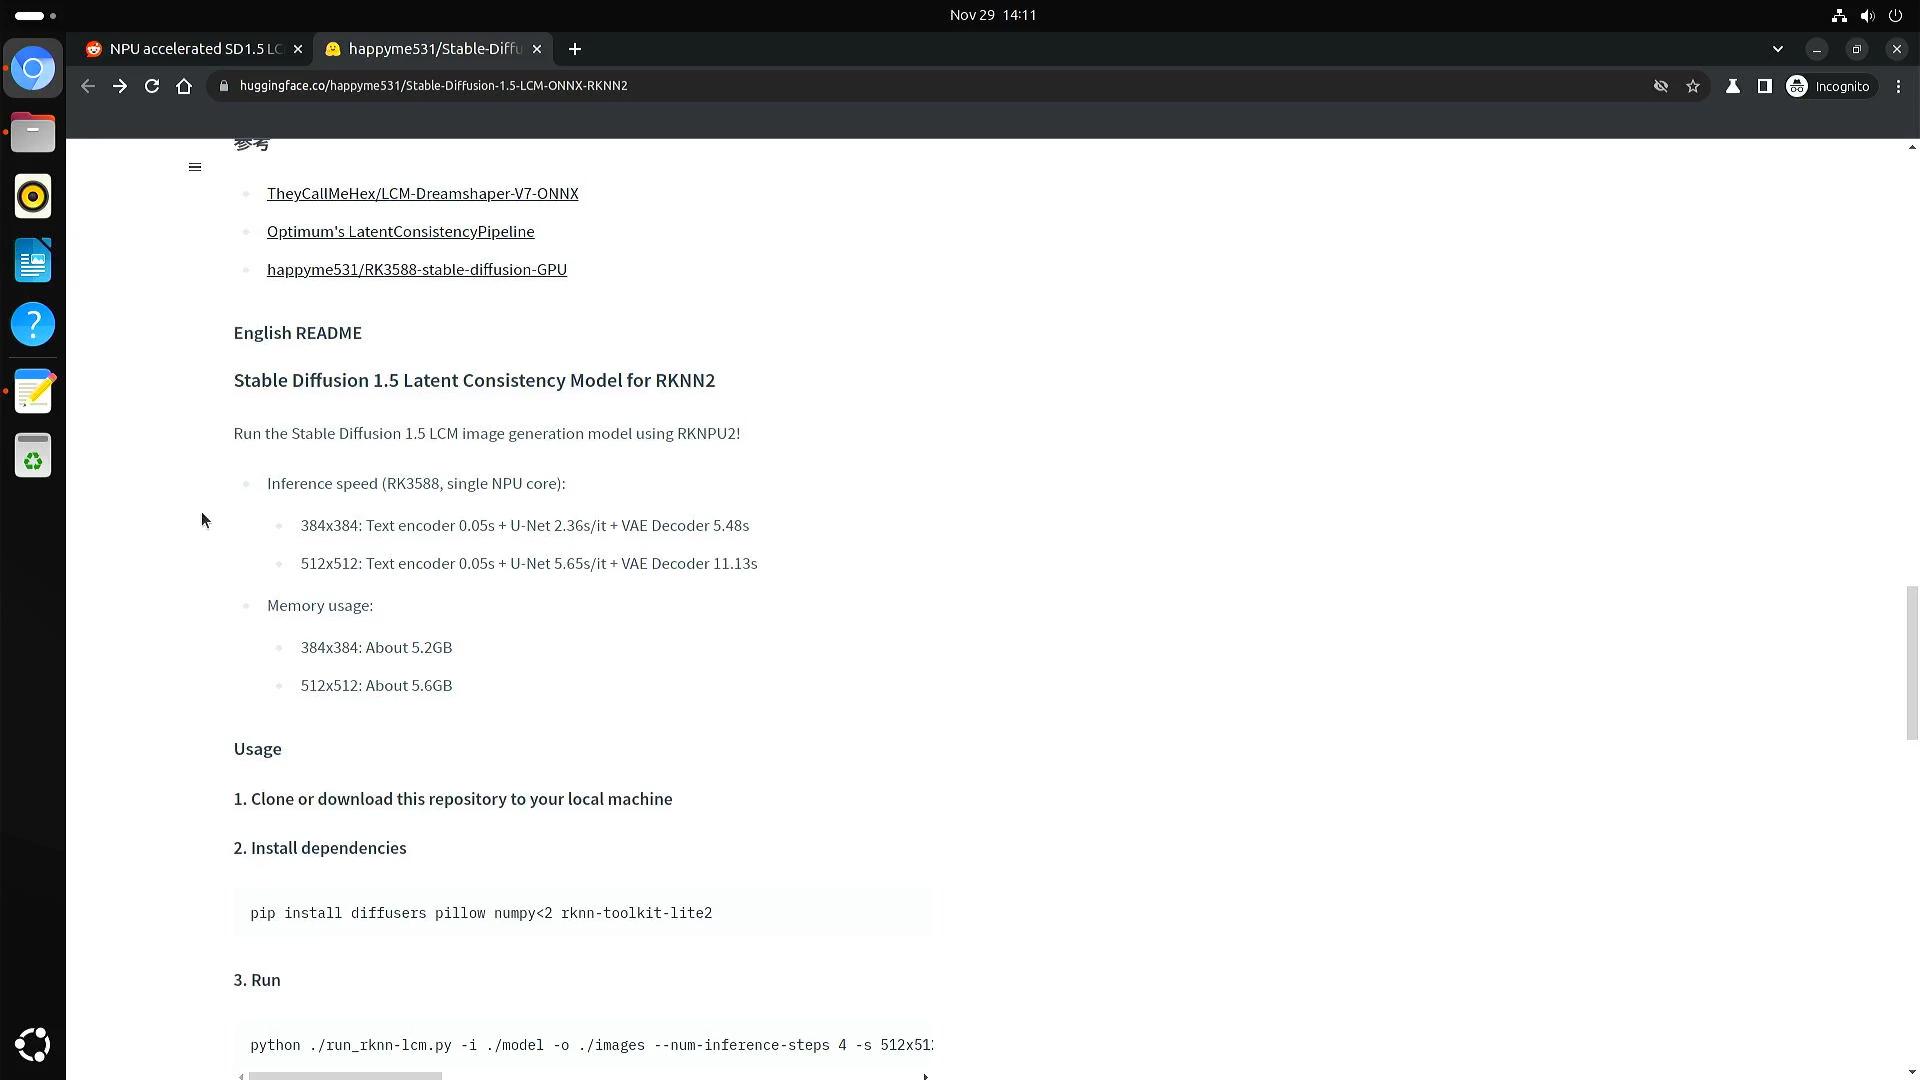 Nov 29 14:11
NPU accelerated SD1.5 LC
happyme531/Stable-Diffu
huggingface.co/happyme531/Stable-Diffusion-1.5-LCM-ONNX-RKNN2
Incognito
参考
TheyCallMeHex/LCM-Dreamshaper-V7-ONNX
Optimum's LatentConsistencyPipeline
happyme531/RK3588-stable-diffusion-GPU
English README
Stable Diffusion 1.5 Latent Consistency Model for RKNN2
Run the Stable Diffusion 1.5 LCM image generation model using RKNPU2!
Inference speed (RK3588, single NPU core):
384x384: Text encoder 0.05s + U-Net 2.36s/it + VAE Decoder 5.48s
512x512: Text encoder 0.05s + U-Net 5.65s/it + VAE Decoder 11.13s
Memory usage:
384x384: About 5.2GB
512x512: About 5.6GB
Usage
1. Clone or download this repository to your local machine
2. Install dependencies
pip install diffusers pillow numpy<2 rknn-toolkit-lite2
3. Run
python ./run_rknn-lcm.py -i ./model -o ./images --num-inference-steps 4 -s 512x512